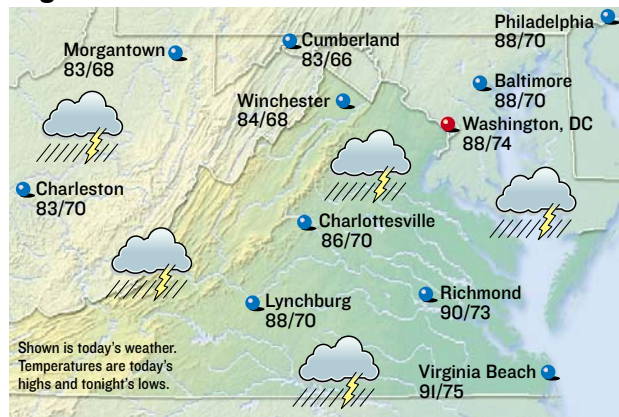 Philadelphia
88/70
Morgantown
83/68
Cumberland
83/66
Baltimore
88/70
Winchester
84/68
Washington, DC
88/74
Charleston
83/70
Charlottesville
86/70
Lynchburg
88/70
Richmond
90/73
Shown is today's weather.
Temperatures are today's
highs and tonight's lows.
Virginia Beach
91/75